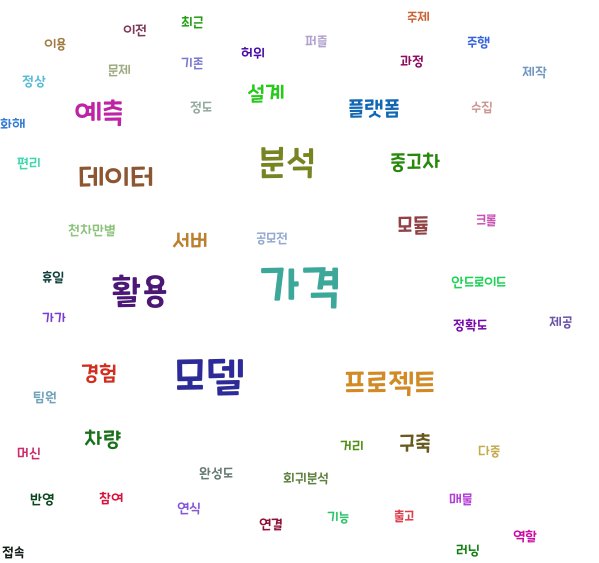 주제
최근
이전
퍼즐
이용
주행
허위
과정
기존
문제
제작
정상
설계
정도
플랫폼
수집
예측
화해
분석
중고차
편리
데이터
크롤
모듈
천차만별
서버
공모전
휴일
안드로이드
활용
가격
가가
정확도
제공
경험
모델
프로젝트
팀원
차량
구축
거리
다중
머신
완성도
회귀분석
반영
참여
매물
연식
기능
출고
연결
역할
러닝
접속